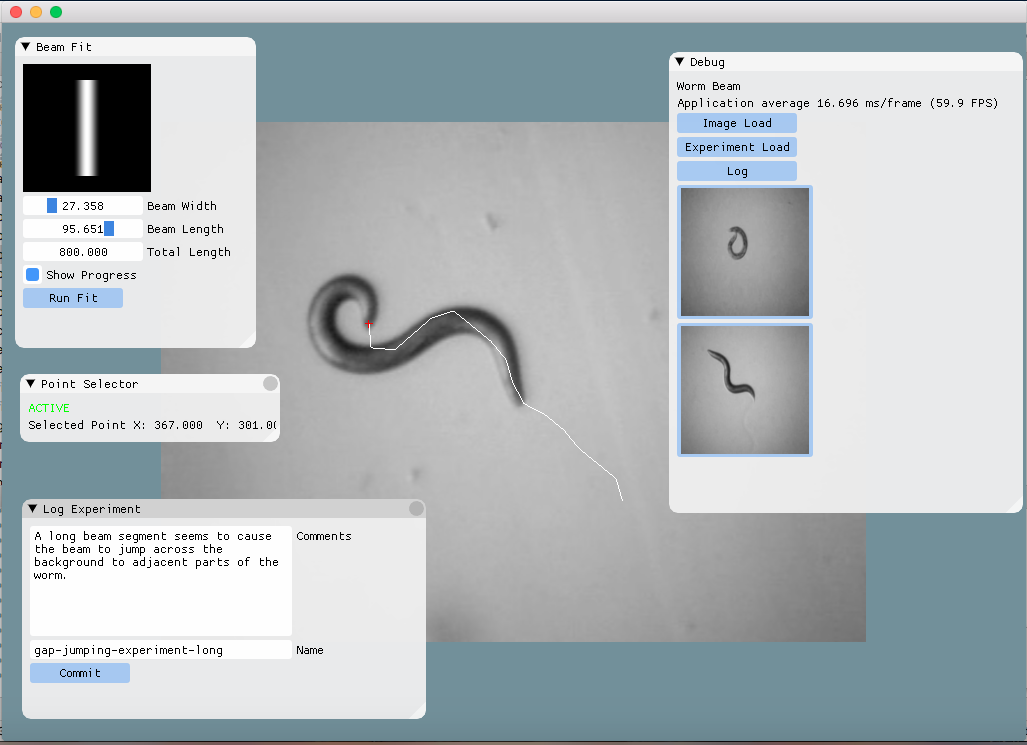 Beam Fit
27.358 Beam Width
95.651 Beam Length
800.000 Total Length
Show Progress
Run Fit
Point Selector
ACTIVE
Selected Point X: 367.000 Y: 301.00
Log Experiment
A long beam segment seems to cause
the beam to jump across the
background to adjacent parts of the
worm.
Comments
gap-jumping-experiment-long Name
Commit
Debug
Worm Beam
Application average 16.696 ms/frame (59.9 FPS)
Image Load
Experiment Load
Log